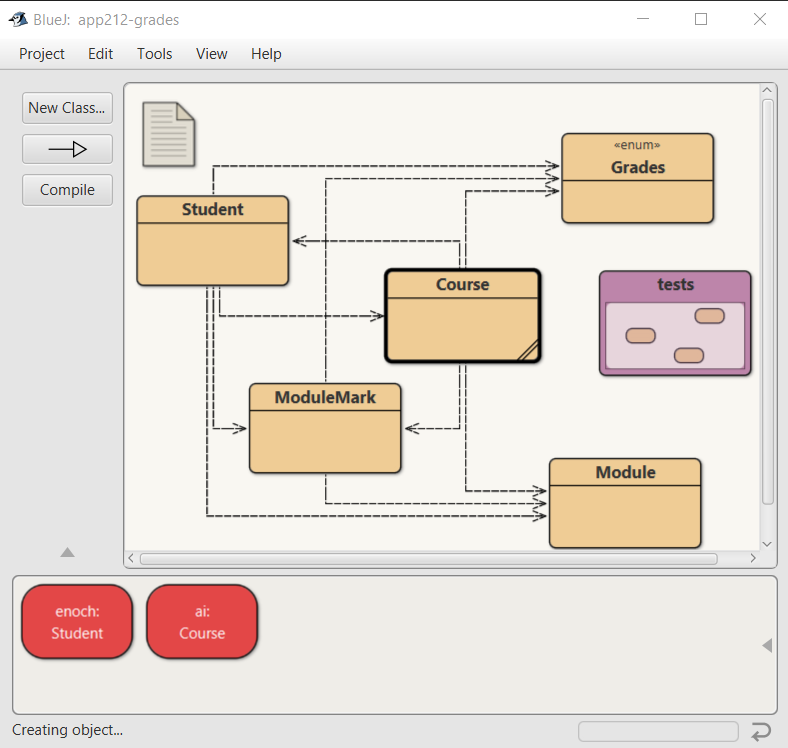 BlueJ:  app212-grades
Project Edit Tools View Help
New Class...
Compile
«enum»
Grades
Student
Course
tests
ModuleMark
Module
enoch:
Student
ai:
Course
Creating object...